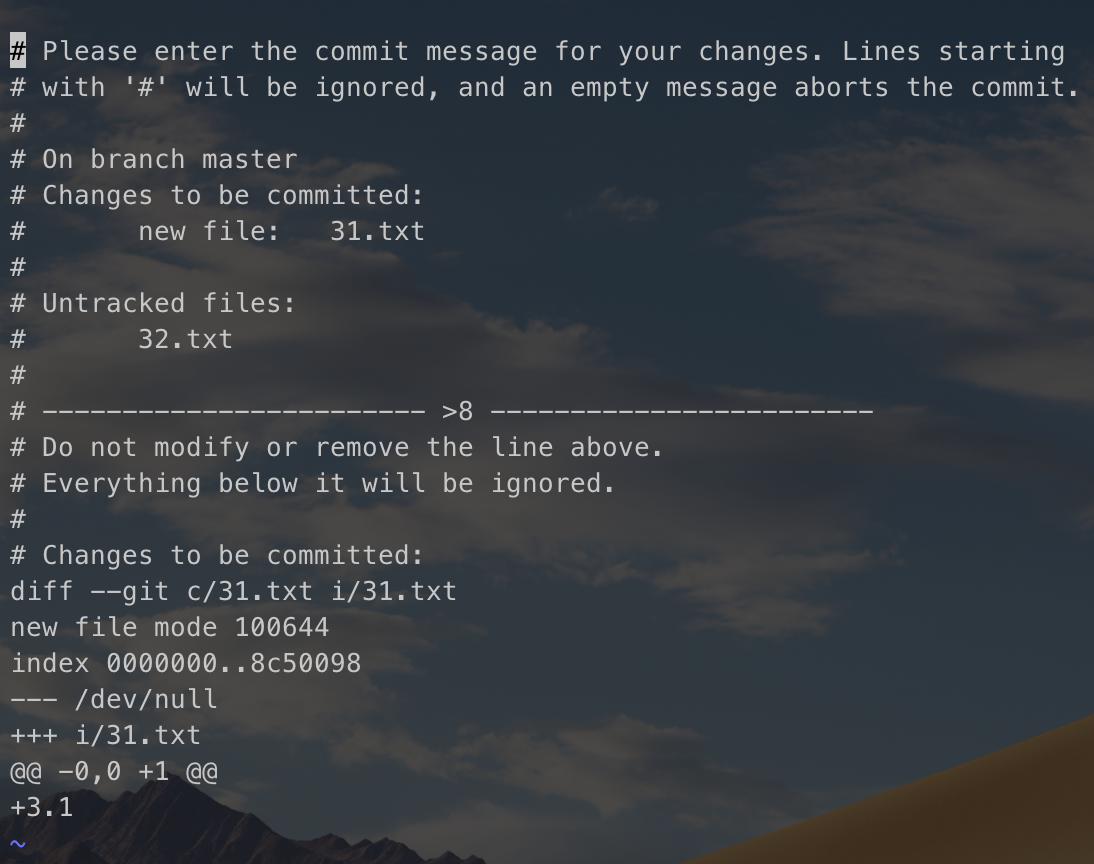 # Please enter the commit message for your changes. Lines starting
# with '#' will be ignored, and an empty message aborts the commit.
#
# On branch master
# Changes to be committed:
#       new file:   31.txt
#
# Untracked files:
#       32.txt
#
# ------------------------ >8 ------------------------
# Do not modify or remove the line above.
# Everything below it will be ignored.
#
# Changes to be committed:
diff --git c/31.txt i/31.txt
new file mode 100644
index 0000000..8c50098
--- /dev/null
+++ i/31.txt
@@ -0,0 +1 @@
+3.1
~